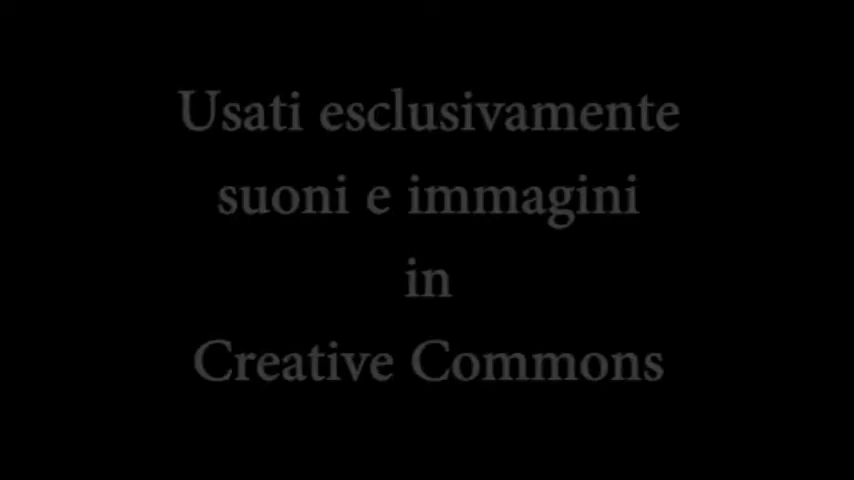 Usati esclusivamente
suoni e immagini
in
Creative Commons